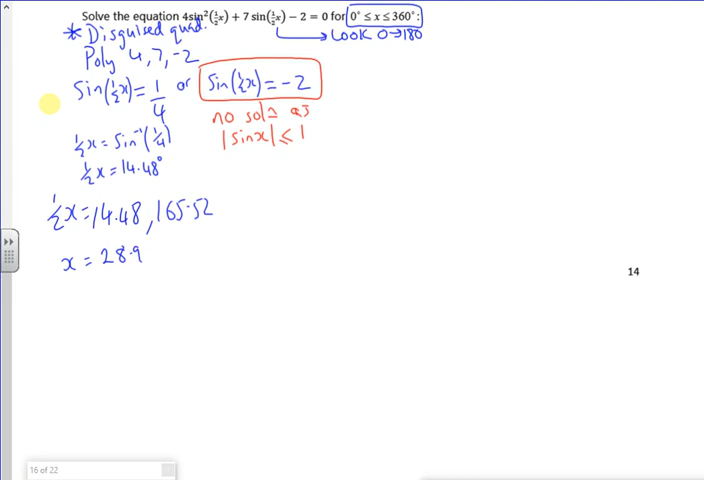 Solve the equation 4sin²(½x) + 7 sin(½x) − 2 = 0 for 0° ≤ x ≤ 360°:
* Disguised quad.
LOOK 0→180
Poly 4, 7, -2
sin(½x) = 1/4 or sin(½x) = -2
no solⁿ as
|sinx| ≤ 1
½x = sin⁻¹(¼)
½x = 14.48°
½x = 14.48, 165.52
x = 28.9
14
16 of 22